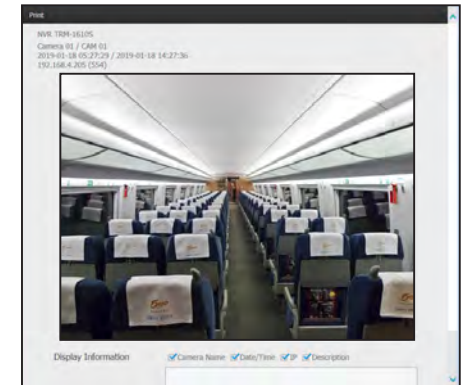 Print
NVR TRM-1610S
Camera 01 / CAM 01
2019-01-18 05:27:29 / 2019-01-18 14:27:36
192.168.4.205 (554)
Display Information
Camera Name Date/Time IP Description